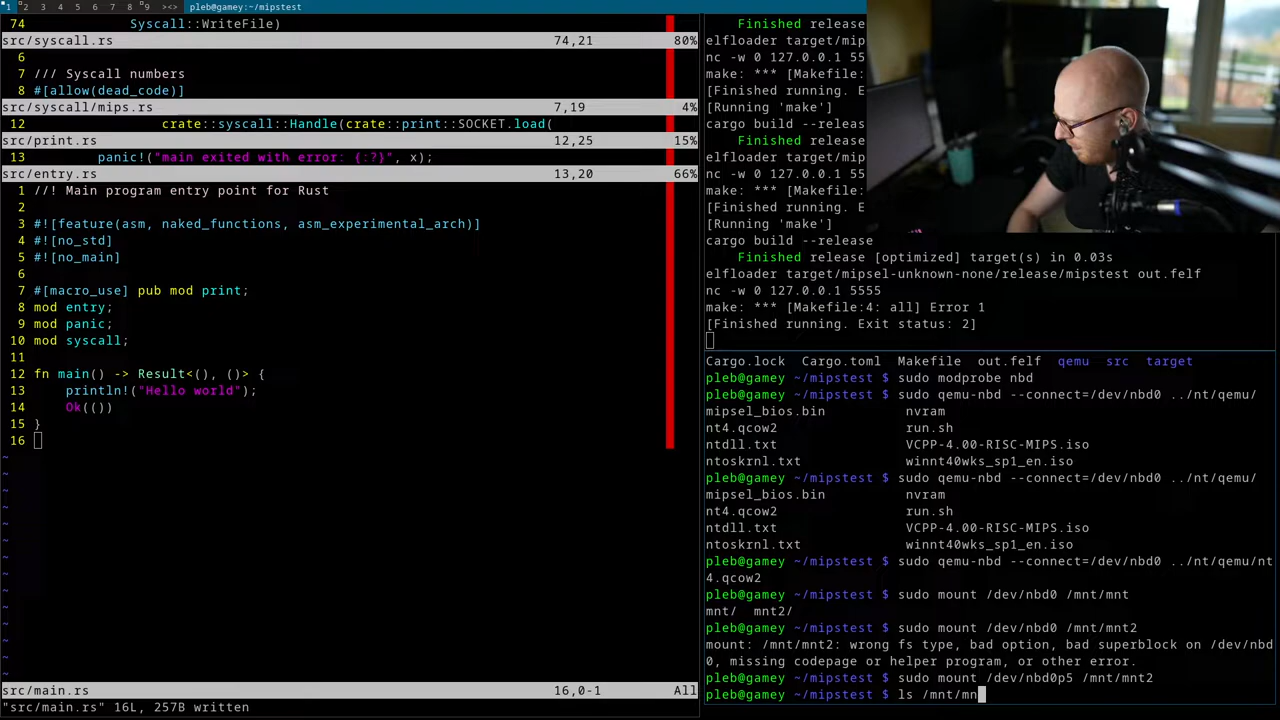 1 2 3 4 5 6 7 8 9 ><> pleb@gamey:~/mipstest
74 Syscall::WriteFile)
src/syscall.rs 74,21 80%
6
7 /// Syscall numbers
8 #[allow(dead_code)]
src/syscall/mips.rs 7,19 4%
12 crate::syscall::Handle(crate::print::SOCKET.load(
src/print.rs 12,25 15%
13 panic!("main exited with error: {:?}", x);
src/entry.rs 13,20 66%
1 //! Main program entry point for Rust
2
3 #![feature(asm, naked_functions, asm_experimental_arch)]
4 #![no_std]
5 #![no_main]
6
7 #[macro_use] pub mod print;
8 mod entry;
9 mod panic;
10 mod syscall;
11
12 fn main() -> Result<(), ()> {
13 println!("Hello world");
14 Ok(())
15 }
16
~
~
~
~
~
~
~
~
~
~
~
~
~
~
src/main.rs 16,0-1 All
"src/main.rs" 16L, 257B written
Finished release
elfloader target/mip
nc -w 0 127.0.0.1 55
make: *** [Makefile:
[Finished running. E
[Running 'make']
cargo build --releas
Finished release
elfloader target/mip
nc -w 0 127.0.0.1 55
make: *** [Makefile:
[Finished running. E
[Running 'make']
cargo build --release
Finished release [optimized] target(s) in 0.03s
elfloader target/mipsel-unknown-none/release/mipstest out.felf
nc -w 0 127.0.0.1 5555
make: *** [Makefile:4: all] Error 1
[Finished running. Exit status: 2]
Cargo.lock Cargo.toml Makefile out.felf qemu src target
pleb@gamey ~/mipstest $ sudo modprobe nbd
pleb@gamey ~/mipstest $ sudo qemu-nbd --connect=/dev/nbd0 ../nt/qemu/
mipsel_bios.bin nvram
nt4.qcow2 run.sh
ntdll.txt VCPP-4.00-RISC-MIPS.iso
ntoskrnl.txt winnt40wks_sp1_en.iso
pleb@gamey ~/mipstest $ sudo qemu-nbd --connect=/dev/nbd0 ../nt/qemu/
mipsel_bios.bin nvram
nt4.qcow2 run.sh
ntdll.txt VCPP-4.00-RISC-MIPS.iso
ntoskrnl.txt winnt40wks_sp1_en.iso
pleb@gamey ~/mipstest $ sudo qemu-nbd --connect=/dev/nbd0 ../nt/qemu/nt
4.qcow2
pleb@gamey ~/mipstest $ sudo mount /dev/nbd0 /mnt/mnt
mnt/ mnt2/
pleb@gamey ~/mipstest $ sudo mount /dev/nbd0 /mnt/mnt2
mount: /mnt/mnt2: wrong fs type, bad option, bad superblock on /dev/nbd
0, missing codepage or helper program, or other error.
pleb@gamey ~/mipstest $ sudo mount /dev/nbd0p5 /mnt/mnt2
pleb@gamey ~/mipstest $ ls /mnt/mn